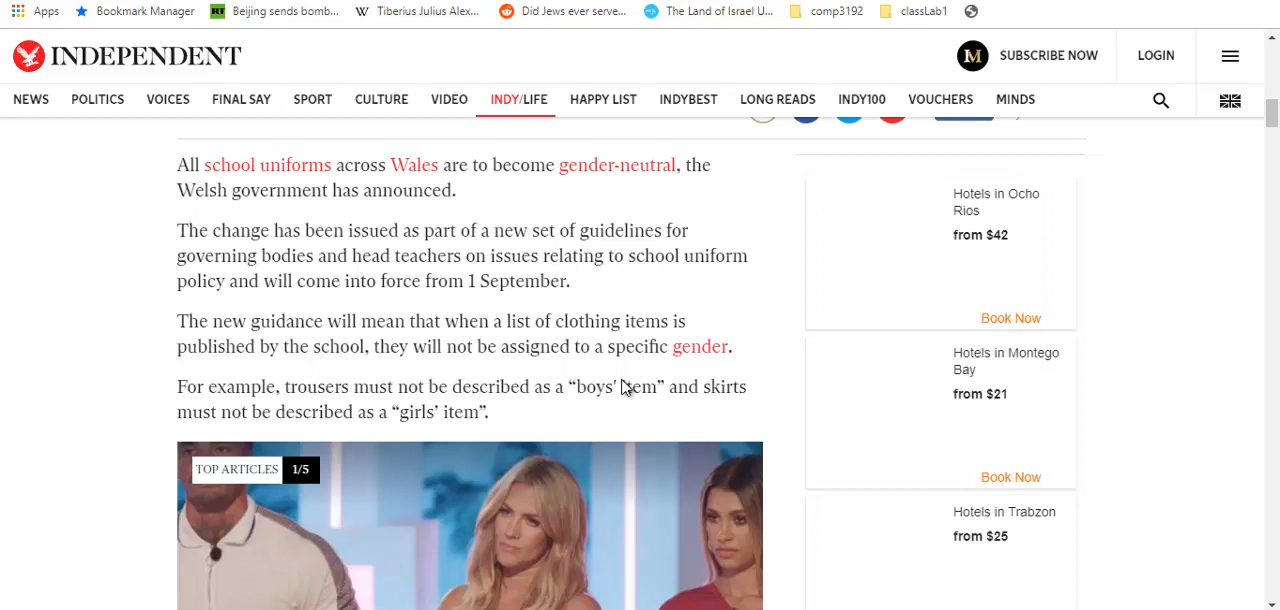 Apps Bookmark Manager RT Beijing sends bomb... W Tiberius Julius Alex... Did Jews ever serve... The Land of Israel U... comp3192 classLab1
INDEPENDENT
M SUBSCRIBE NOW LOGIN
NEWS POLITICS VOICES FINAL SAY SPORT CULTURE VIDEO INDY/LIFE HAPPY LIST INDYBEST LONG READS INDY100 VOUCHERS MINDS
All school uniforms across Wales are to become gender-neutral, the
Welsh government has announced.
The change has been issued as part of a new set of guidelines for
governing bodies and head teachers on issues relating to school uniform
policy and will come into force from 1 September.
The new guidance will mean that when a list of clothing items is
published by the school, they will not be assigned to a specific gender.
For example, trousers must not be described as a “boys' item” and skirts
must not be described as a “girls’ item”.
TOP ARTICLES 1/5
Hotels in Ocho
Rios
from $42
Book Now
Hotels in Montego
Bay
from $21
Book Now
Hotels in Trabzon
from $25